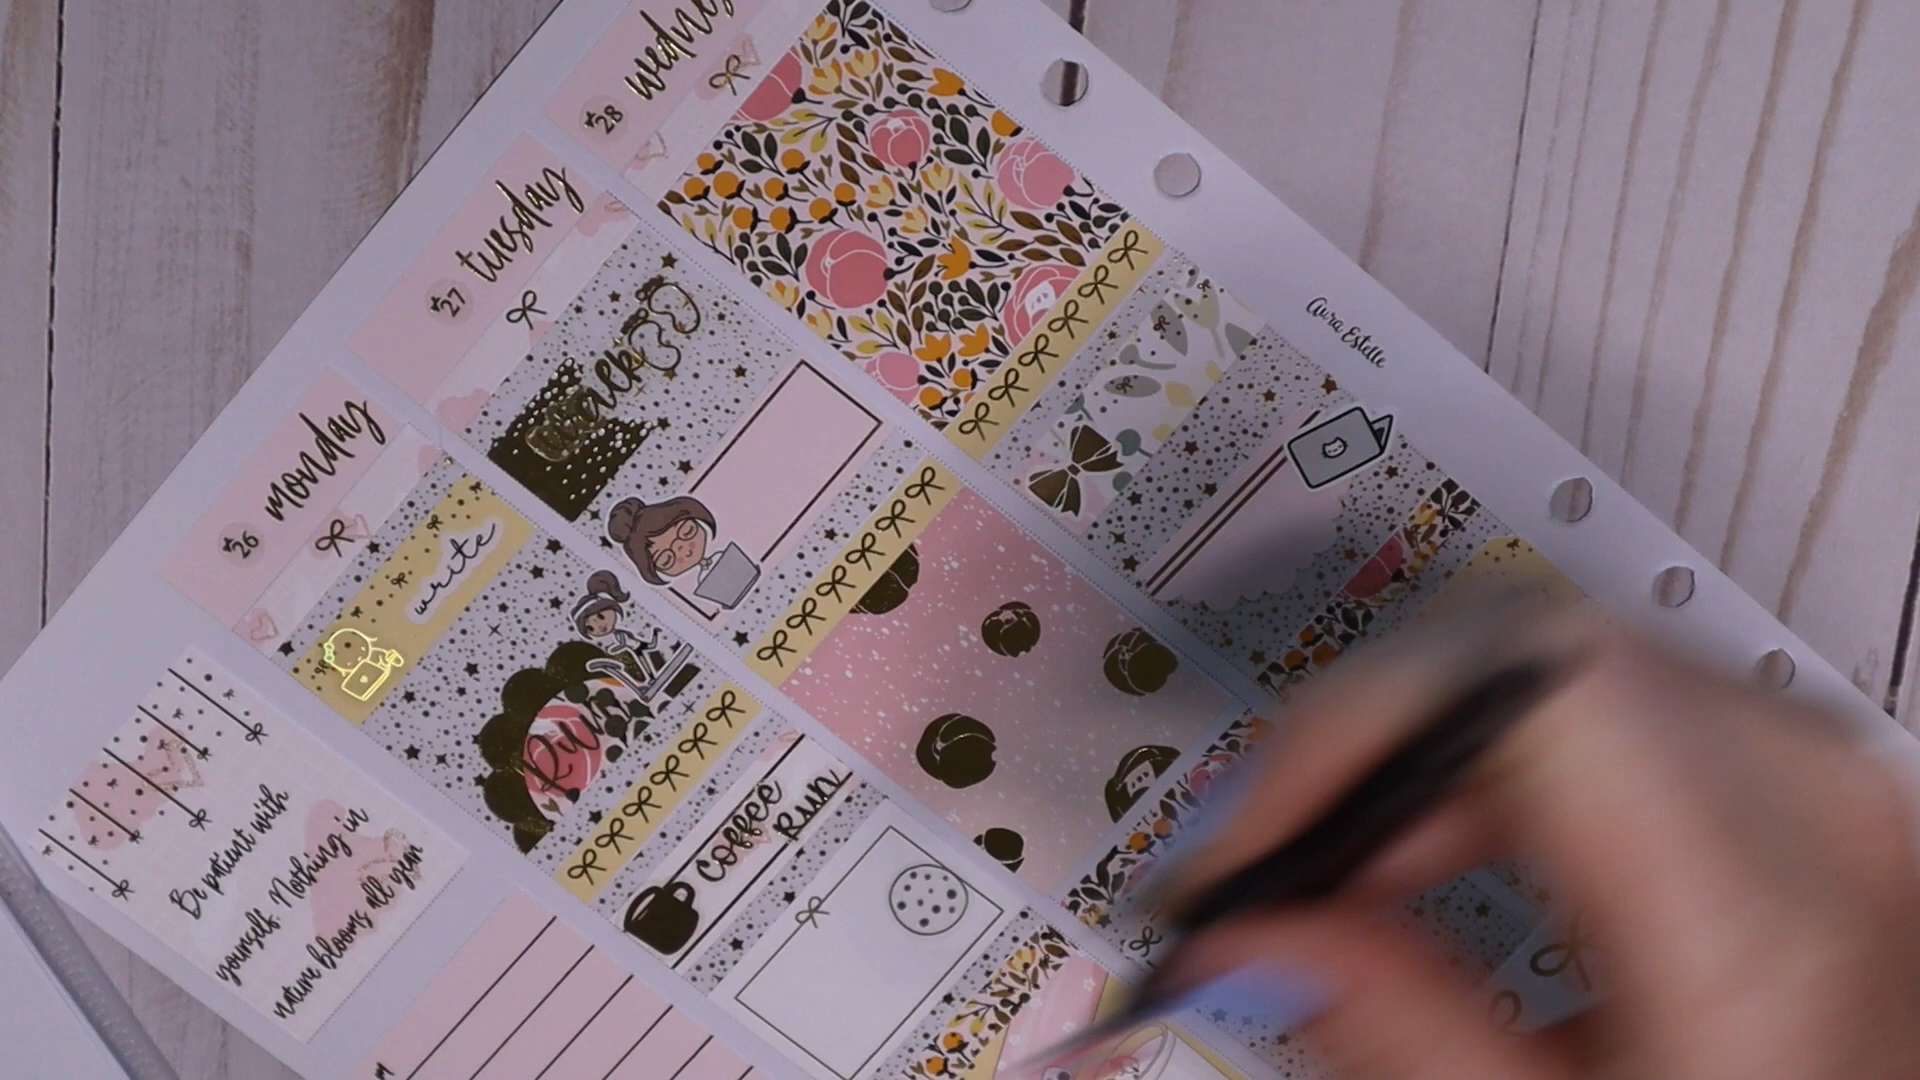 26 monday
27 tuesday
28 wednes
write
Run
Coffee
Run
Be patient with
yourself. Nothing in
nature blooms all year
Aura Estelle